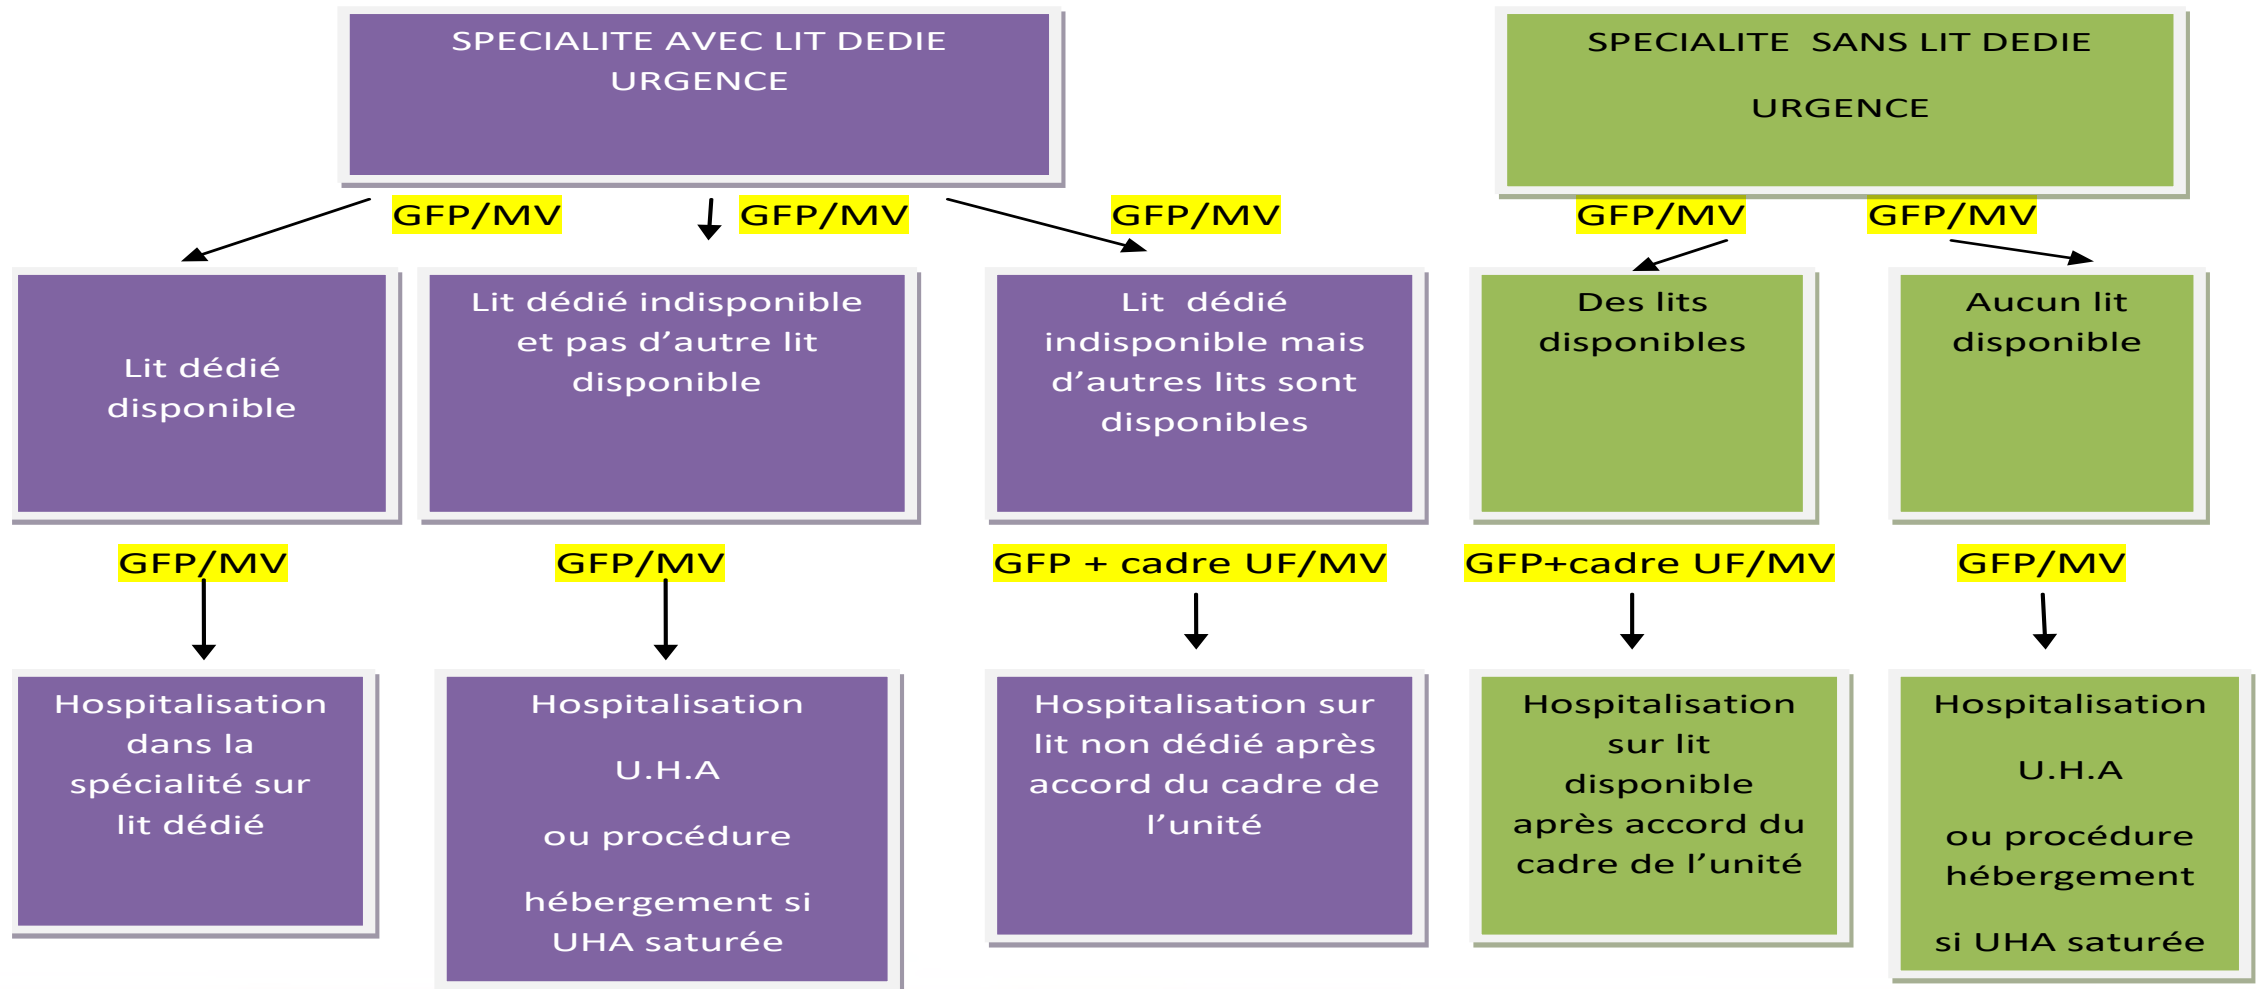 SPECIALITE AVEC LIT DEDIE
URGENCE
SPECIALITE SANS LIT DEDIE
URGENCE
GFP/MV
GFP/MV
GFP/MV
GFP/MV
GFP/MV
Lit dédié
disponible
Lit dédié indisponible
et pas d’autre lit
disponible
Lit dédié
indisponible mais
d’autres lits sont
disponibles
Des lits
disponibles
Aucun lit
disponible
GFP/MV
GFP/MV
GFP + cadre UF/MV
GFP+cadre UF/MV
GFP/MV
Hospitalisation
dans la
spécialité sur
lit dédié
Hospitalisation
U.H.A
ou procédure
hébergement si
UHA saturée
Hospitalisation sur
lit non dédié après
accord du cadre de
l’unité
Hospitalisation
sur lit
disponible
après accord du
cadre de l’unité
Hospitalisation
U.H.A
ou procédure
hébergement
si UHA saturée